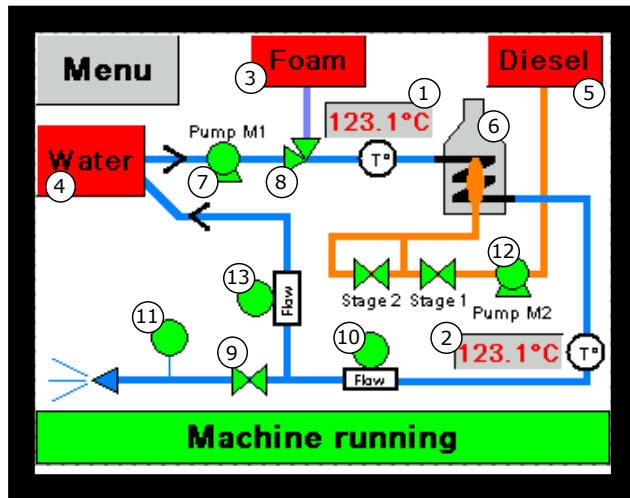 Menu
Foam
Diesel
3
1
5
123.1°C
6
Pump M1
Water
T°
4
7
8
12
13
Flow
Stage 2
Stage 1
Pump M2
11
9
10
2
123.1°C
T°
Flow
Machine running